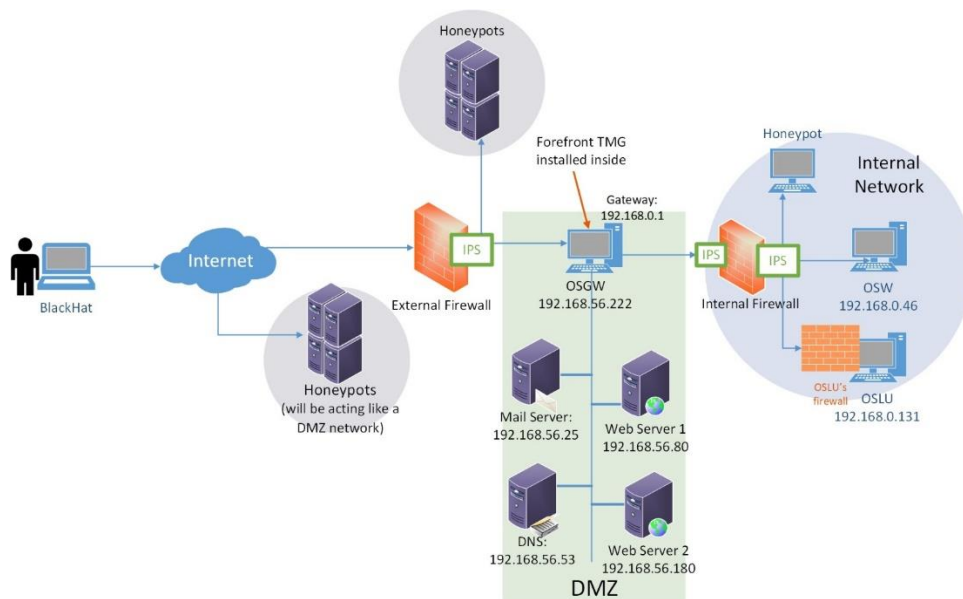 Honeypots
Forefront TMG
installed inside
Gateway:
192.168.0.1
Honeypot
Internal
Network
BlackHat
Internet
IPS
External Firewall
OSGW
192.168.56.222
IPS
IPS
Internal Firewall
OSW
192.168.0.46
OSLU's
firewall
OSLU
192.168.0.131
Honeypots
(will be acting like a
DMZ network)
Mail Server:
192.168.56.25
Web Server 1
192.168.56.80
DNS:
192.168.56.53
Web Server 2
192.168.56.180
DMZ